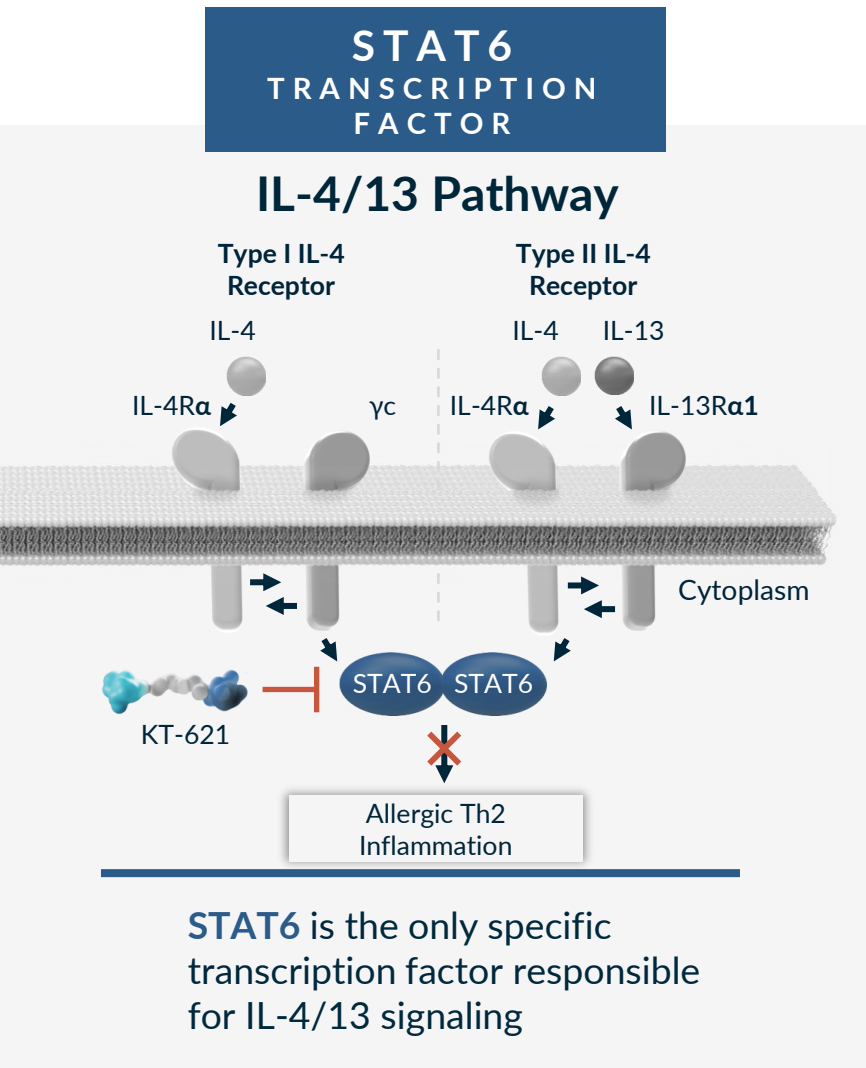 STAT6
TRANSCRIPTION
FACTOR
IL-4/13 Pathway
Type I IL-4
Receptor
Type II IL-4
Receptor
IL-4
IL-4
IL-13
IL-4Rα
γc
IL-4Rα
IL-13Rα1
Cytoplasm
STAT6
STAT6
KT-621
Allergic Th2
Inflammation
STAT6 is the only specific
transcription factor responsible
for IL-4/13 signaling